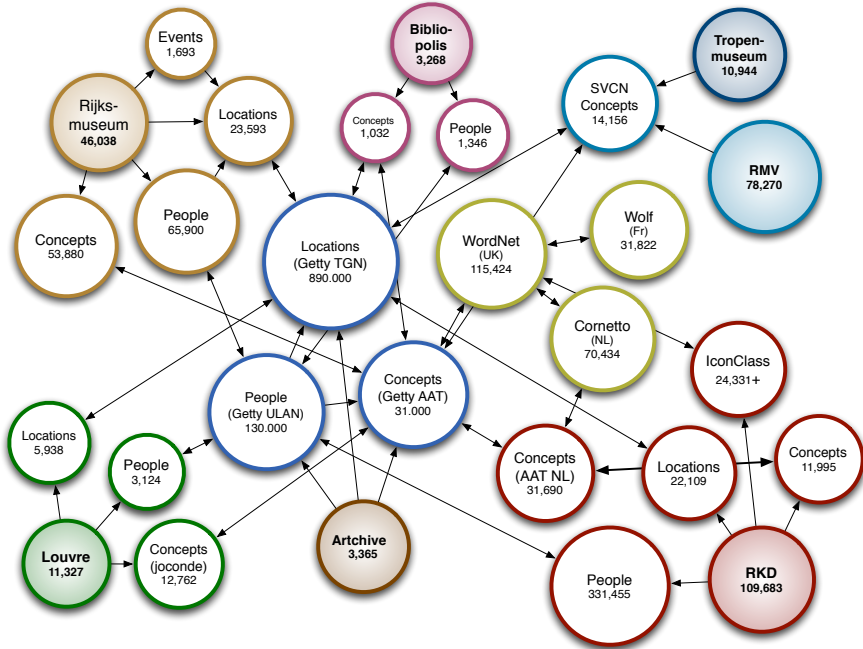 Events
1,693
Biblio-
polis
3,268
Tropen-
museum
10,944
Rijks-
museum
46,038
Locations
23,593
Concepts
1,032
People
1,346
SVCN
Concepts
14,156
RMV
78,270
Concepts
53,880
People
65,900
Locations
(Getty TGN)
890.000
WordNet
(UK)
115,424
Wolf
(Fr)
31,822
Cornetto
(NL)
70,434
IconClass
24,331+
People
(Getty ULAN)
130.000
Concepts
(Getty AAT)
31.000
Locations
5,938
People
3,124
Concepts
(AAT NL)
31,690
Locations
22,109
Concepts
11,995
Louvre
11,327
Concepts
(joconde)
12,762
Artchive
3,365
People
331,455
RKD
109,683